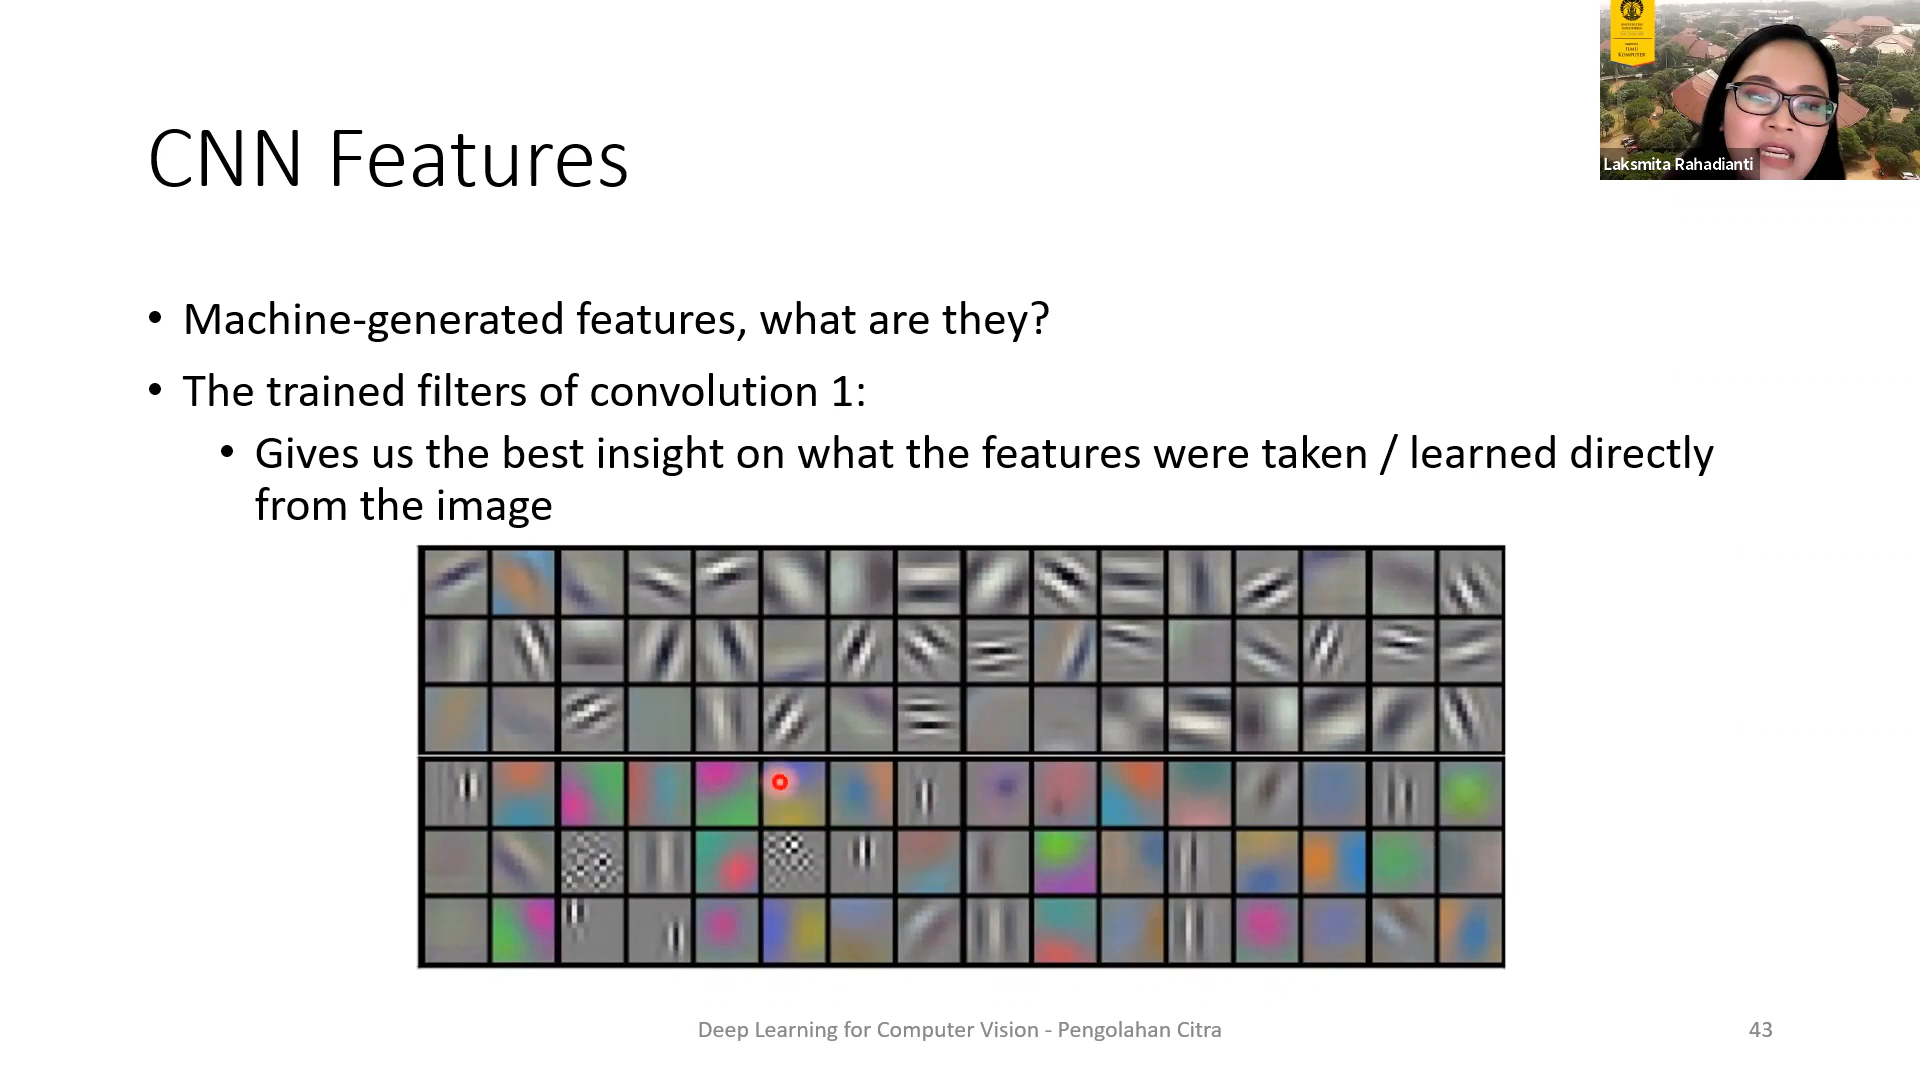 CNN Features
• Machine-generated features, what are they?
• The trained filters of convolution 1:
• Gives us the best insight on what the features were taken / learned directly
from the image
Deep Learning for Computer Vision - Pengolahan Citra
43
ILMU
KOMPUTER
Laksmita Rahadianti